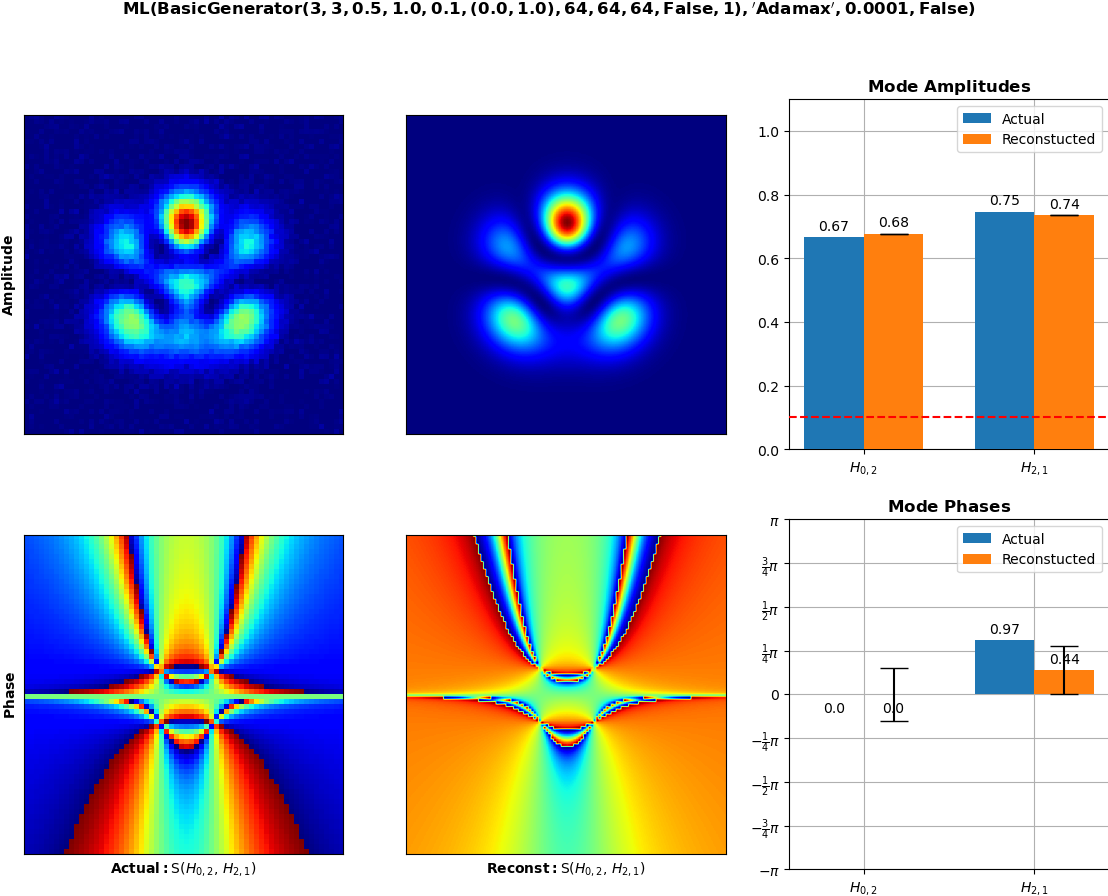 ML(BasicGenerator(3, 3, 0.5, 1.0, 0.1, (0.0, 1.0), 64, 64, 64, False, 1), ′Adamax′, 0.0001, False)
Amplitude
Mode Amplitudes
Actual
Reconstucted
1.0
0.8
0.6
0.4
0.2
0.0
0.67
0.68
0.75
0.74
H0, 2
H2, 1
Phase
Actual: S(H0, 2, H2, 1)
Reconst: S(H0, 2, H2, 1)
Mode Phases
Actual
Reconstucted
π
3/4π
1/2π
1/4π
0
−1/4π
−1/2π
−3/4π
−π
0.0
0.0
0.97
0.44
H0, 2
H2, 1